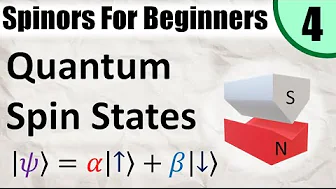 Spinors For Beginners
4
Quantum
Spin States
|ψ⟩ = α|↑⟩ + β|↓⟩
S
N